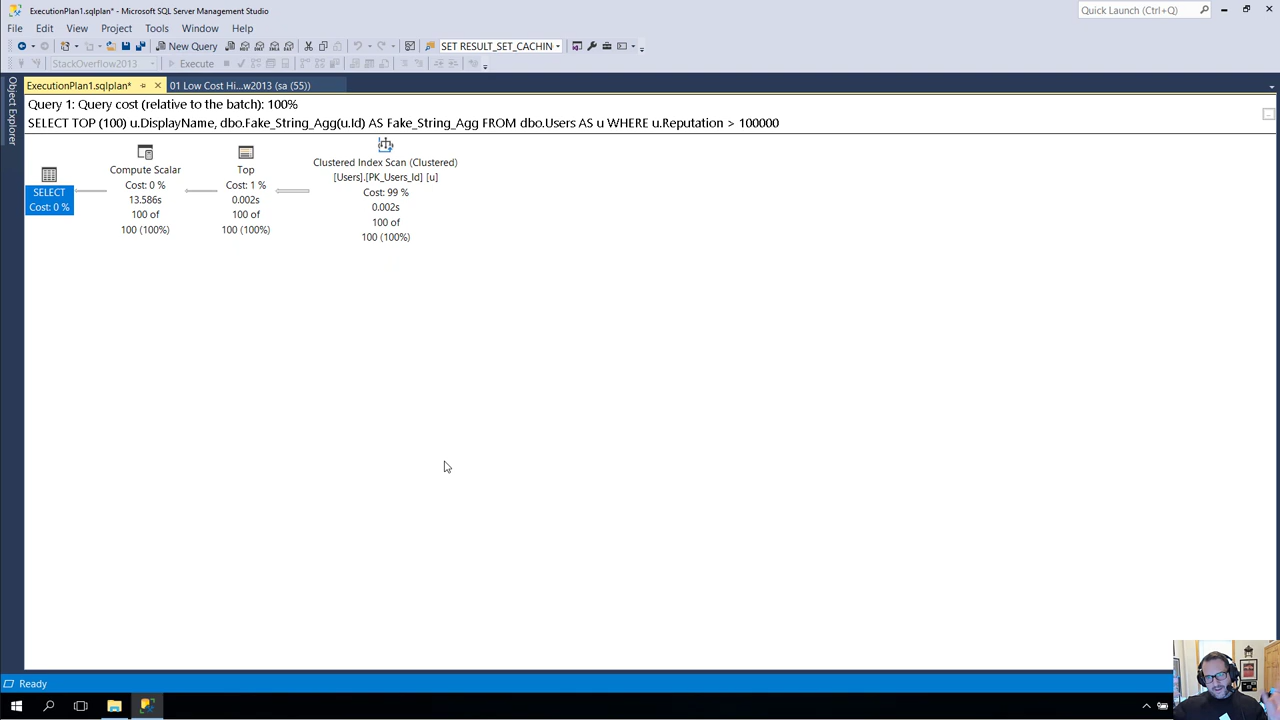 ExecutionPlan1.sqlplan* - Microsoft SQL Server Management Studio
Quick Launch (Ctrl+Q)
File Edit View Project Tools Window Help
New Query
SET RESULT_SET_CACHIN
StackOverflow2013
Execute
Object Explorer
ExecutionPlan1.sqlplan*
01 Low Cost Hi...w2013 (sa (55))
Query 1: Query cost (relative to the batch): 100%
SELECT TOP (100) u.DisplayName, dbo.Fake_String_Agg(u.Id) AS Fake_String_Agg FROM dbo.Users AS u WHERE u.Reputation > 100000
SELECT
Cost: 0 %
Compute Scalar
Cost: 0 %
13.586s
100 of
100 (100%)
Top
Cost: 1 %
0.002s
100 of
100 (100%)
Clustered Index Scan (Clustered)
[Users].[PK_Users_Id] [u]
Cost: 99 %
0.002s
100 of
100 (100%)
Ready